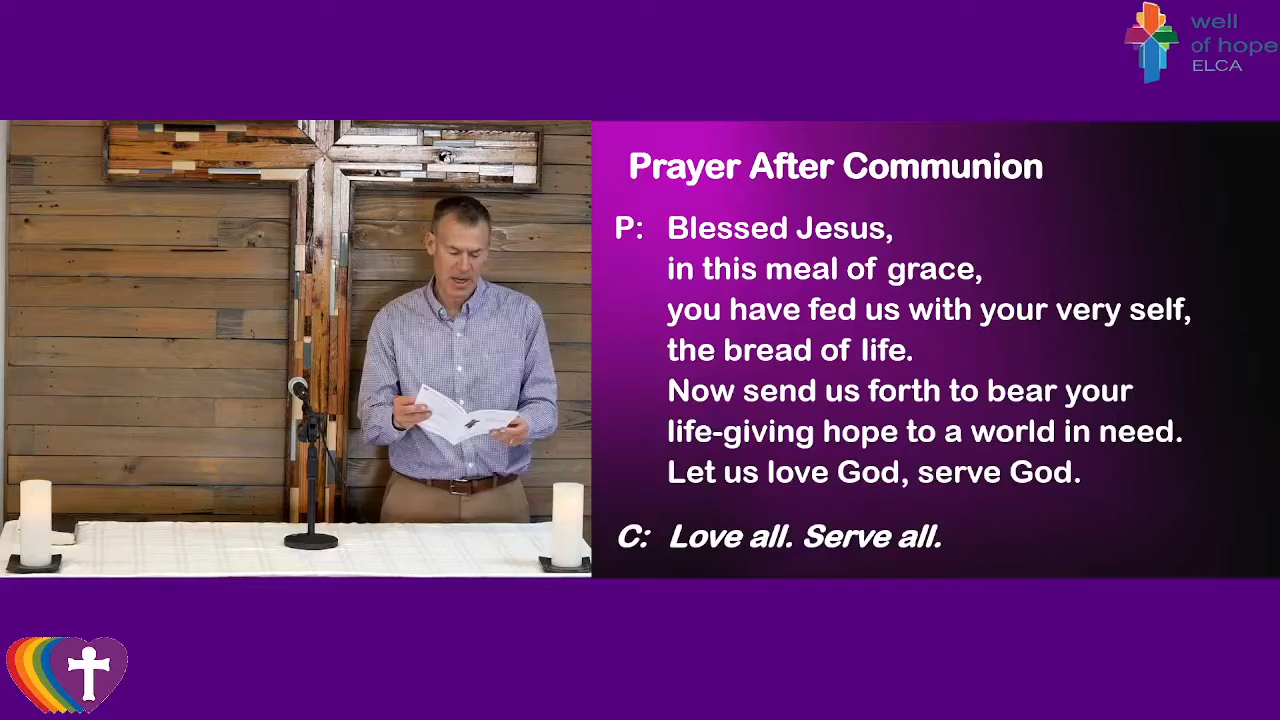 well
of hope
ELCA
Prayer After Communion
P: Blessed Jesus,
in this meal of grace,
you have fed us with your very self,
the bread of life.
Now send us forth to bear your
life-giving hope to a world in need.
Let us love God, serve God.
C: Love all. Serve all.